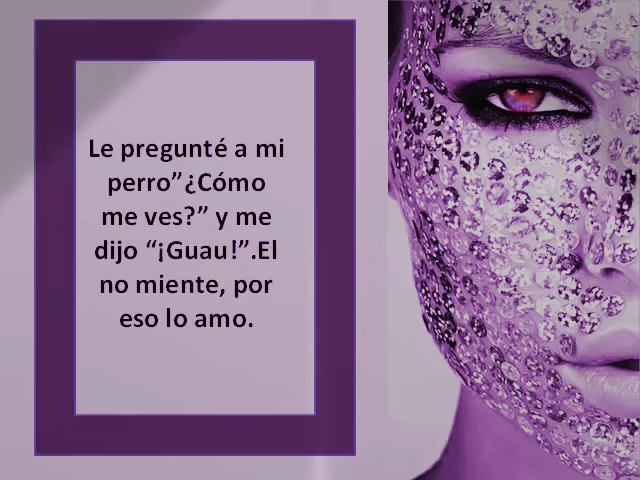 Le pregunté a mi
perro”¿Cómo
me ves?” y me
dijo “¡Guau!”.El
no miente, por
eso lo amo.